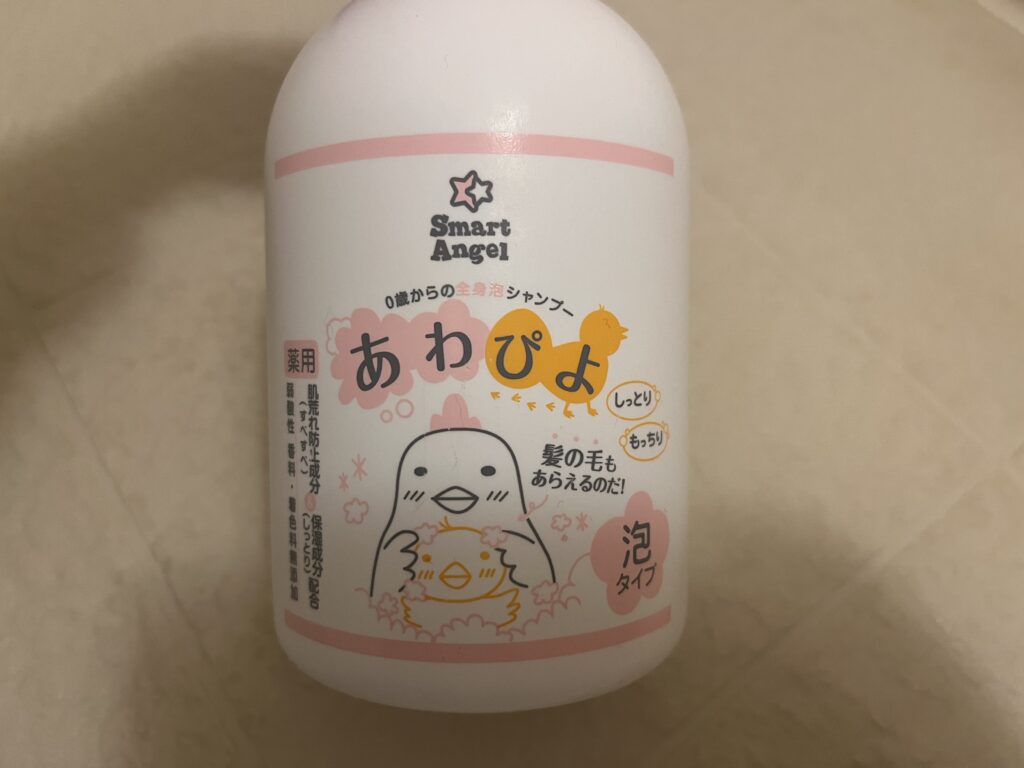 Smart
Angel
0歳からの全身泡シャンプー
あわぴよ
しっとり
もっちり
薬用
肌荒れ防止成分
(すべすべ)
保湿成分
(しっとり)
配合
弱酸性 香料・着色料無添加
髪の毛も
あらえるのだ!
泡
タイプ